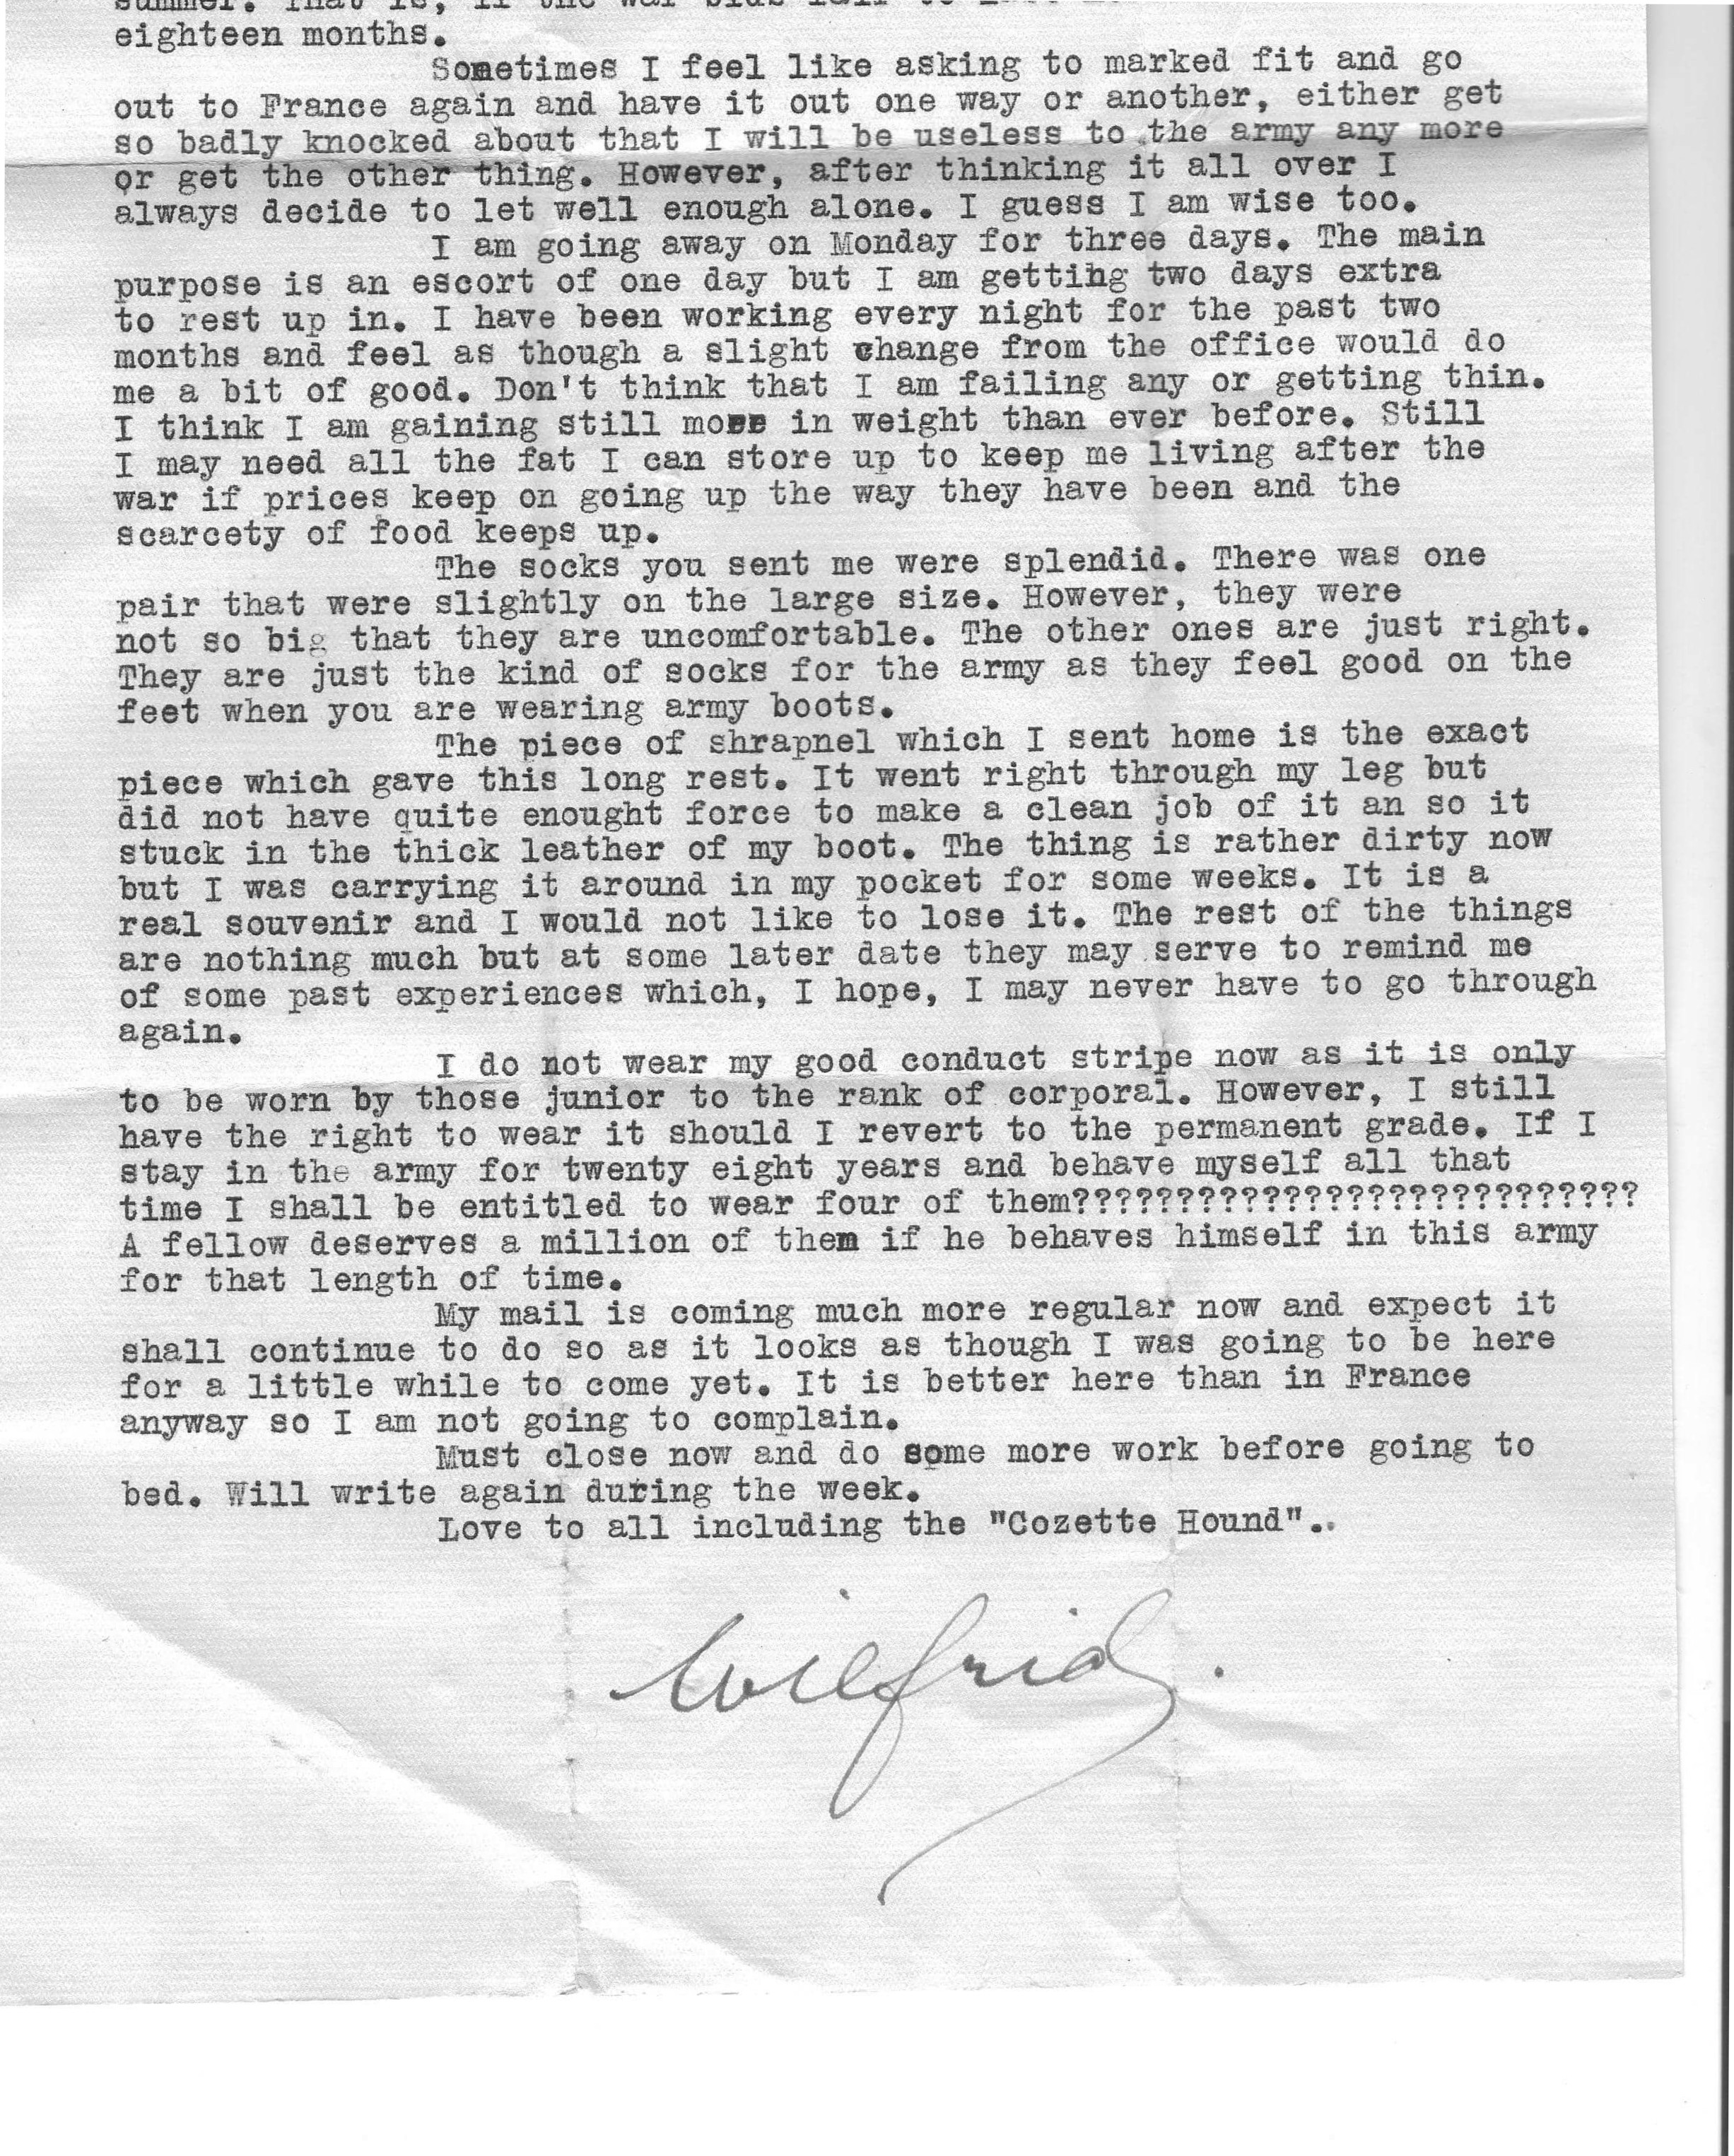 summer. That is, if the war bids fair to
eighteen months.
Sometimes I feel like asking to marked fit and go
out to France again and have it out one way or another, either get
so badly knocked about that I will be useless to the army any more
or get the other thing. However, after thinking it all over I
always decide to let well enough alone. I guess I am wise too.
I am going away on Monday for three days. The main
purpose is an escort of one day but I am getting two days extra
to rest up in. I have been working every night for the past two
months and feel as though a slight change from the office would do
me a bit of good. Don't think that I am failing any or getting thin.
I think I am gaining still more in weight than ever before. Still
I may need all the fat I can store up to keep me living after the
war if prices keep on going up the way they have been and the
scarcety of food keeps up.
The socks you sent me were splendid. There was one
pair that were slightly on the large size. However, they were
not so big that they are uncomfortable. The other ones are just right.
They are just the kind of socks for the army as they feel good on the
feet when you are wearing army boots.
The piece of shrapnel which I sent home is the exact
piece which gave this long rest. It went right through my leg but
did not have quite enought force to make a clean job of it an so it
stuck in the thick leather of my boot. The thing is rather dirty now
but I was carrying it around in my pocket for some weeks. It is a
real souvenir and I would not like to lose it. The rest of the things
are nothing much but at some later date they may serve to remind me
of some past experiences which, I hope, I may never have to go through
again.
I do not wear my good conduct stripe now as it is only
to be worn by those junior to the rank of corporal. However, I still
have the right to wear it should I revert to the permanent grade. If I
stay in the army for twenty eight years and behave myself all that
time I shall be entitled to wear four of them???????????????????????????
A fellow deserves a million of them if he behaves himself in this army
for that length of time.
My mail is coming much more regular now and expect it
shall continue to do so as it looks as though I was going to be here
for a little while to come yet. It is better here than in France
anyway so I am not going to complain.
Must close now and do some more work before going to
bed. Will write again during the week.
Love to all including the "Cozette Hound"..
Wilfrid.